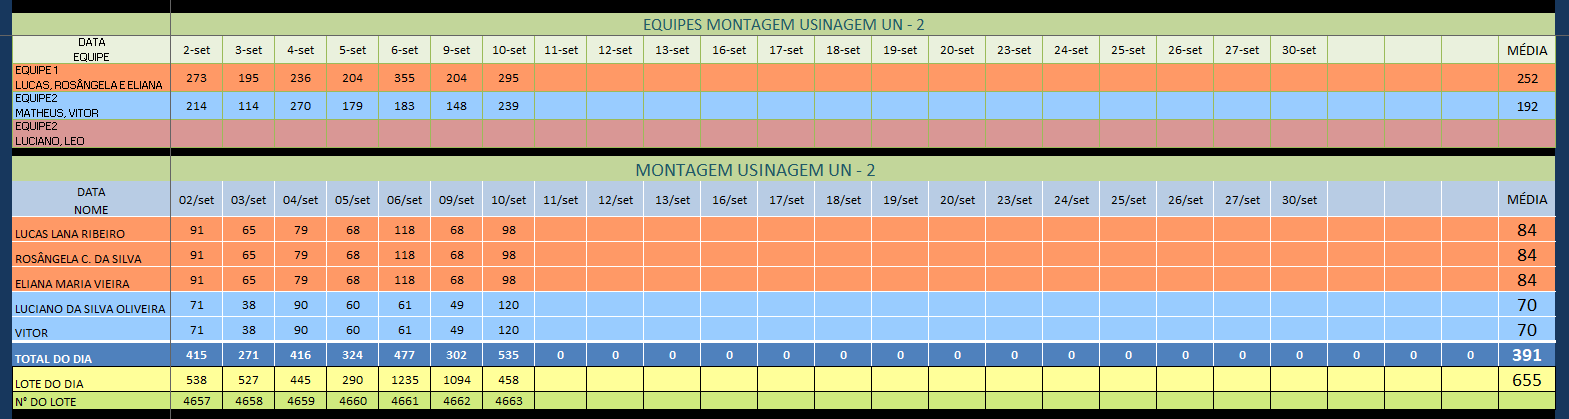 EQUIPES MONTAGEM USINAGEM UN - 2
DATA
EQUIPE 2-set 3-set 4-set 5-set 6-set 9-set 10-set 11-set 12-set 13-set 16-set 17-set 18-set 19-set 20-set 23-set 24-set 25-set 26-set 27-set 30-set MÉDIA
EQUIPE 1
LUCAS, ROSÂNGELA E ELIANA 273 195 236 204 355 204 295 252
EQUIPE2
MATHEUS, VITOR 214 114 270 179 183 148 239 192
EQUIPE2
LUCIANO, LEO
MONTAGEM USINAGEM UN - 2
DATA
NOME 02/set 03/set 04/set 05/set 06/set 09/set 10/set 11/set 12/set 13/set 16/set 17/set 18/set 19/set 20/set 23/set 24/set 25/set 26/set 27/set 30/set MÉDIA
LUCAS LANA RIBEIRO 91 65 79 68 118 68 98 84
ROSÂNGELA C. DA SILVA 91 65 79 68 118 68 98 84
ELIANA MARIA VIEIRA 91 65 79 68 118 68 98 84
LUCIANO DA SILVA OLIVEIRA 71 38 90 60 61 49 120 70
VITOR 71 38 90 60 61 49 120 70
TOTAL DO DIA 415 271 416 324 477 302 535 0 0 0 0 0 0 0 0 0 0 0 0 0 0 0 0 0 391
LOTE DO DIA 538 527 445 290 1235 1094 458 655
N° DO LOTE 4657 4658 4659 4660 4661 4662 4663